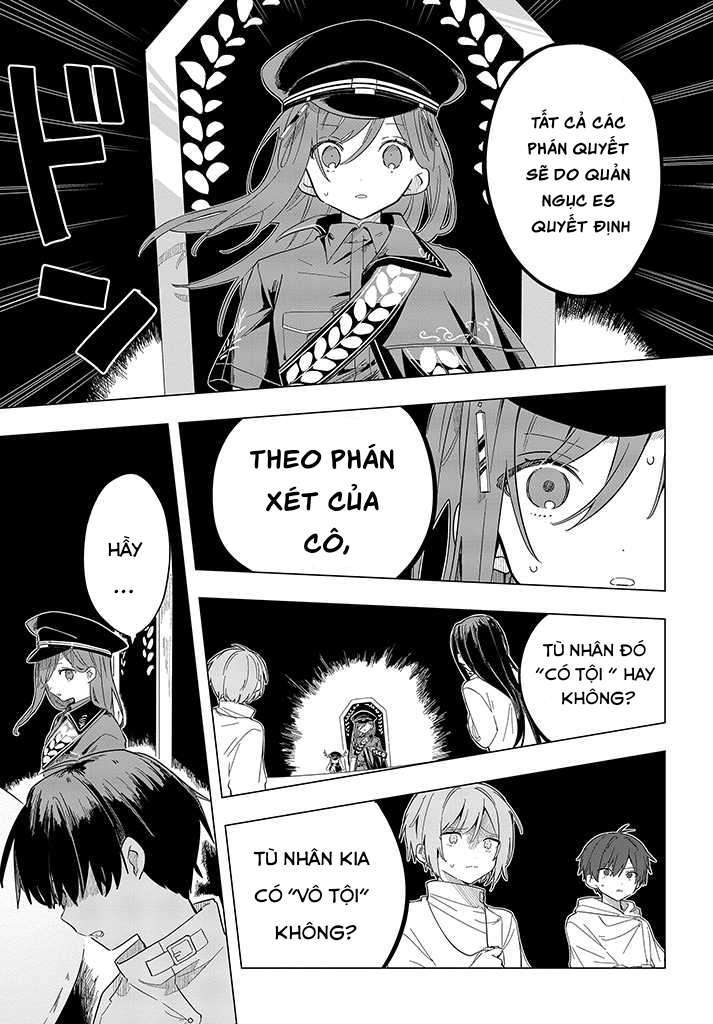 TẤT CẢ CÁC
PHÁN QUYẾT
SẼ DO QUẢN
NGỤC ES
QUYẾT ĐỊNH
ドン
THEO PHÁN
XÉT CỦA
CÔ,
TÙ NHÂN ĐÓ
"CÓ TỘI " HAY
KHÔNG?
TÙ NHÂN KIA
CÓ "VÔ TỘI"
KHÔNG?
HẦY
...